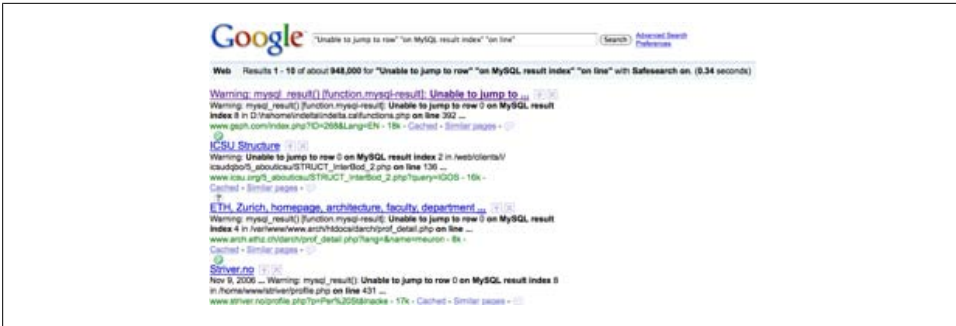 Google
"Unable to jump to row" "on MySQL result index" "on line"
Search
Advanced Search
Preferences
Web Results 1 - 10 of about 948,000 for "Unable to jump to row" "on MySQL result index" "on line" with Safesearch on. (0.34 seconds)
Warning: mysql_result() [function.mysql-result]: Unable to jump to ...
Warning: mysql_result() [function.mysql-result]: Unable to jump to row 0 on MySQL result
index 8 in D:\hshome\indelta\indelta.ca\functions.php on line 392 ...
www.gsph.com/index.php?ID=268&Lang=EN - 18k - Cached - Similar pages -
ICSU Structure
Warning: Unable to jump to row 0 on MySQL result index 2 in /web/clients/i/
icsudqbo/5_abouticsu/STRUCT_InterBod_2.php on line 136 ...
www.icsu.org/5_abouticsu/STRUCT_InterBod_2.php?query=IGOS - 16k -
Cached - Similar pages -
ETH, Zurich, homepage, architecture, faculty, department ...
Warning: mysql_result() [function.mysql-result]: Unable to jump to row 0 on MySQL result
index 4 in /var/www/www.arch/htdocs/darch/prof_detail.php on line ...
www.arch.ethz.ch/darch/prof_detail.php?lang=&name=meuron - 8k -
Cached - Similar pages -
Striver.no
Nov 9, 2006 ... Warning: mysql_result(): Unable to jump to row 0 on MySQL result index 8
in /home/www/striver/profile.php on line 431 ...
www.striver.no/profile.php?p=Per%20Steinacke - 17k - Cached - Similar pages -